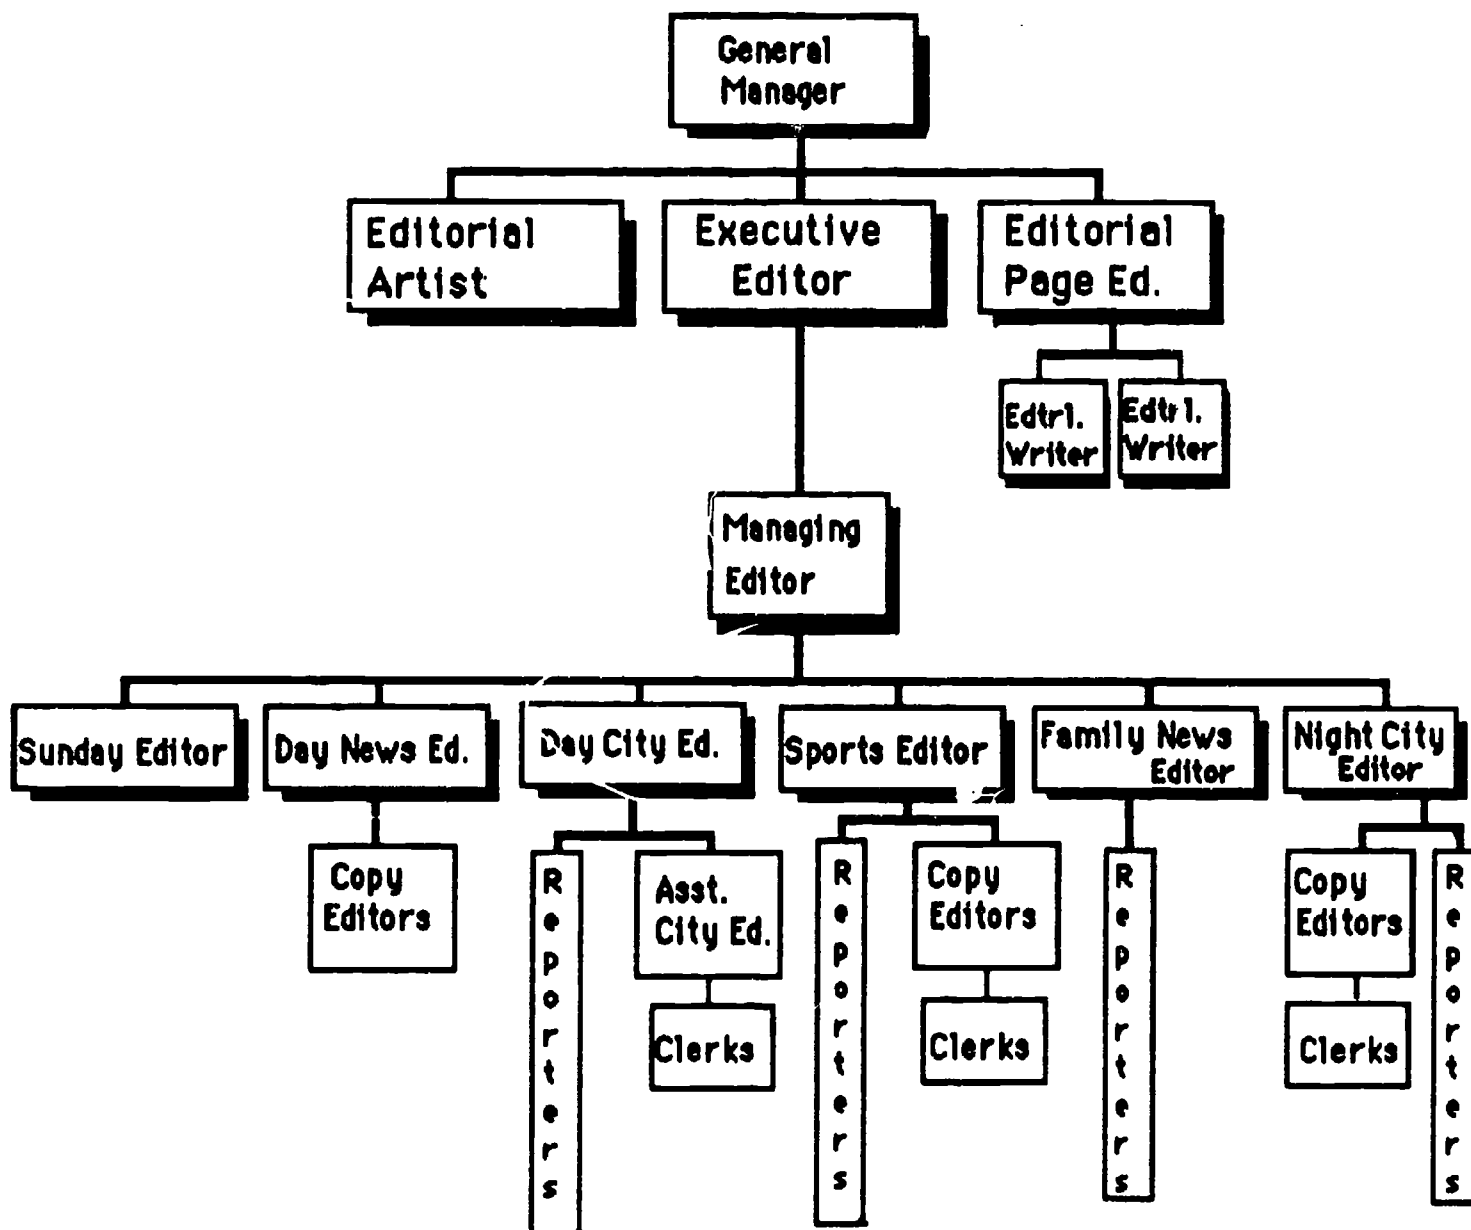 General
Manager
Editorial
Artist
Executive
Editor
Editorial
Page Ed.
Edtrl.
Writer
Edtrl.
Writer
Managing
Editor
Sunday Editor
Day News Ed.
Day City Ed.
Sports Editor
Family News
Editor
Night City
Editor
Copy
Editors
Reporters
Asst.
City Ed.
Clerks
Reporters
Copy
Editors
Clerks
Reporters
Copy
Editors
Clerks
Reporters